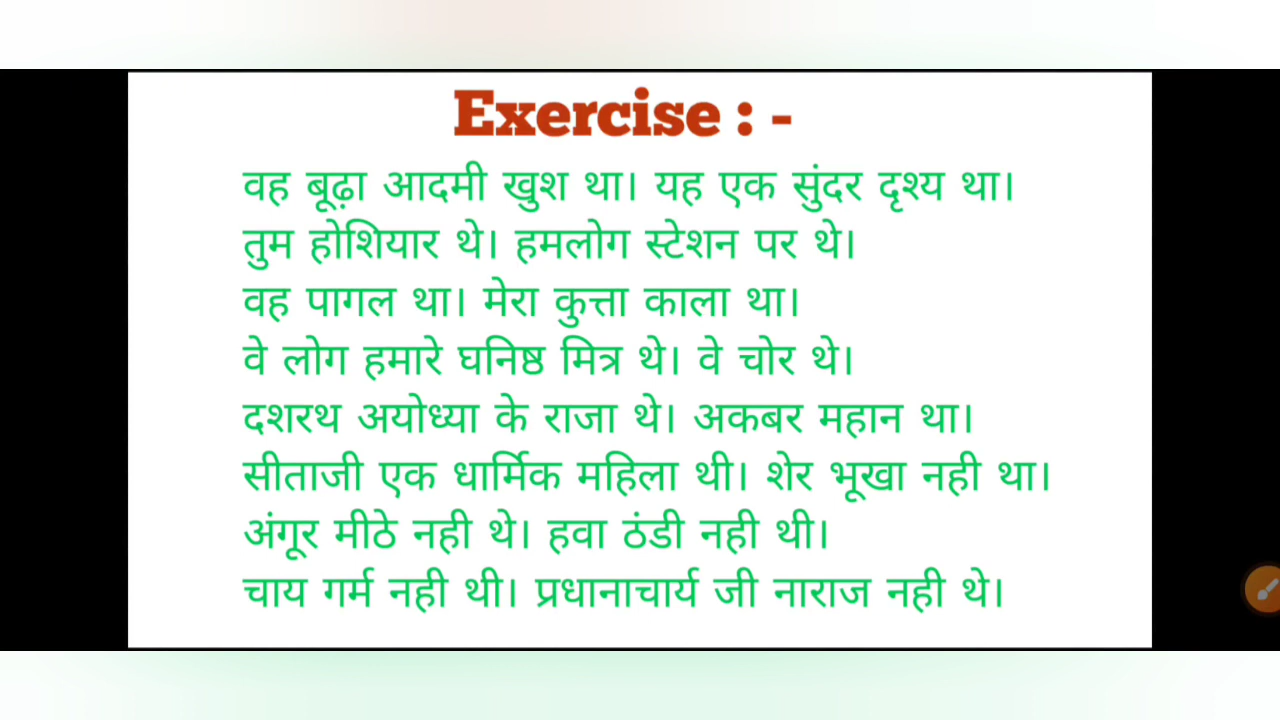 Exercise : -
वह बूढ़ा आदमी खुश था। यह एक सुंदर दृश्य था।
तुम होशियार थे। हमलोग स्टेशन पर थे।
वह पागल था। मेरा कुत्ता काला था।
वे लोग हमारे घनिष्ठ मित्र थे। वे चोर थे।
दशरथ अयोध्या के राजा थे। अकबर महान था।
सीताजी एक धार्मिक महिला थी। शेर भूखा नही था।
अंगूर मीठे नही थे। हवा ठंडी नही थी।
चाय गर्म नही थी। प्रधानाचार्य जी नाराज नही थे।